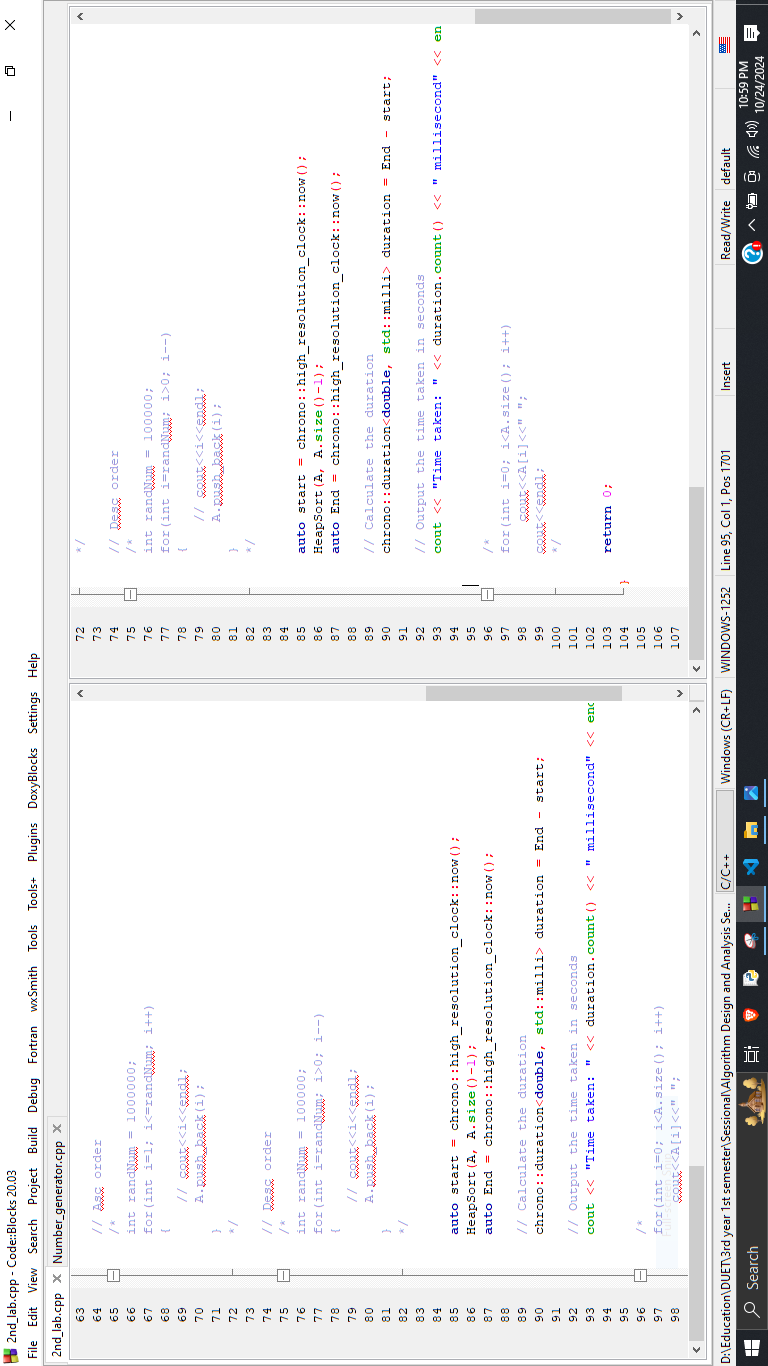 2nd_lab.cpp - Code::Blocks 20.03
File Edit View Search Project Build Debug Fortran wxSmith Tools Tools+ Plugins DoxyBlocks Settings Help
2nd_lab.cpp X Number_generator.cpp X
63
64 // Asc order
65 /*
66 int randNum = 1000000;
67 for(int i=1; i<=randNum; i++)
68 {
69 // cout<<i<<endl;
70 A.push_back(i);
71 }
72 */
73
74 // Desc order
75 /*
76 int randNum = 100000;
77 for(int i=randNum; i>0; i--)
78 {
79 // cout<<i<<endl;
80 A.push_back(i);
81 }
82 */
83
84
85 auto start = chrono::high_resolution_clock::now();
86 HeapSort(A, A.size()-1);
87 auto End = chrono::high_resolution_clock::now();
88
89 // Calculate the duration
90 chrono::duration<double, std::milli> duration = End - start;
91
92 // Output the time taken in seconds
93 cout << "Time taken: " << duration.count() << " millisecond" << end
94
95
96 /*
97 for(int i=0; i<A.size(); i++)
98 cout<<A[i]<<" ";
72 */
73
74 // Desc order
75 /*
76 int randNum = 100000;
77 for(int i=randNum; i>0; i--)
78 {
79 // cout<<i<<endl;
80 A.push_back(i);
81 }
82 */
83
84
85 auto start = chrono::high_resolution_clock::now();
86 HeapSort(A, A.size()-1);
87 auto End = chrono::high_resolution_clock::now();
88
89 // Calculate the duration
90 chrono::duration<double, std::milli> duration = End - start;
91
92 // Output the time taken in seconds
93 cout << "Time taken: " << duration.count() << " millisecond" << en
94
95
96 /*
97 for(int i=0; i<A.size(); i++)
98 cout<<A[i]<<" ";
99 cout<<endl;
100 */
101
102
103 return 0;
104 }
105
106
107
D:\Education\DUET\3rd year 1st semester\Sessional\Algorithm Design and Analysis Se... C/C++ Windows (CR+LF) WINDOWS-1252 Line 95, Col 1, Pos 1701 Insert Read/Write default
Search
10:59 PM
10/24/2024